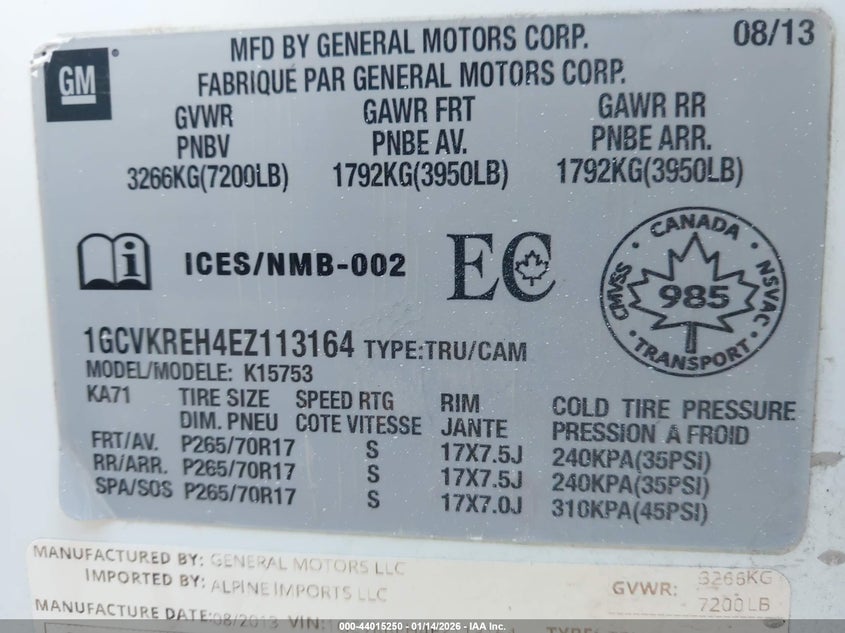 GM
MFD BY GENERAL MOTORS CORP. 08/13
FABRIQUÉ PAR GENERAL MOTORS CORP.
GVWR GAWR FRT GAWR RR
PNBV PNBE AV. PNBE ARR.
3266KG(7200LB) 1792KG(3950LB) 1792KG(3950LB)
ICES/NMB-002 EC
CANADA
CMVSS 985 NSVAC
TRANSPORT
1GCVKREH4EZ113164 TYPE:TRU/CAM
MODEL/MODELE: K15753
KA71 TIRE SIZE SPEED RTG RIM COLD TIRE PRESSURE
DIM. PNEU COTE VITESSE JANTE PRESSION A FROID
FRT/AV. P265/70R17 S 17X7.5J 240KPA(35PSI)
RR/ARR. P265/70R17 S 17X7.5J 240KPA(35PSI)
SPA/SOS P265/70R17 S 17X7.0J 310KPA(45PSI)
MANUFACTURED BY: GENERAL MOTORS LLC
IMPORTED BY: ALPINE IMPORTS LLC GVWR: 3266KG
7200LB
MANUFACTURE DATE:08/2013 VIN:
000-44015250 - 01/14/2026 - IAA Inc.